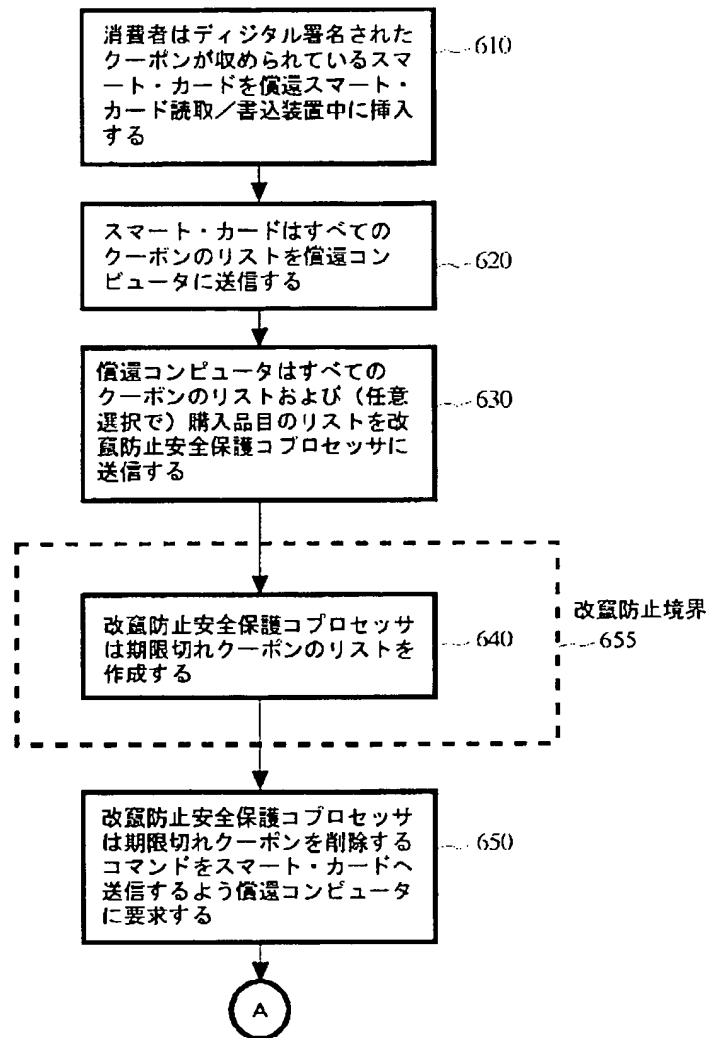 消費者はディジタル署名された
クーポンが収められているスマ
ート・カードを償還スマート・
カード読取／書込装置中に挿入
する
610
スマート・カードはすべての
クーポンのリストを償還コン
ピュータに送信する
620
償還コンピュータはすべての
クーポンのリストおよび（任意
選択で）購入品目のリストを改
竄防止安全保護コプロセッサに
送信する
630
改竄防止安全保護コプロセッサ
は期限切れクーポンのリストを
作成する
640
改竄防止境界
655
改竄防止安全保護コプロセッサ
は期限切れクーポンを削除する
コマンドをスマート・カードへ
送信するよう償還コンピュータ
に要求する
650
A